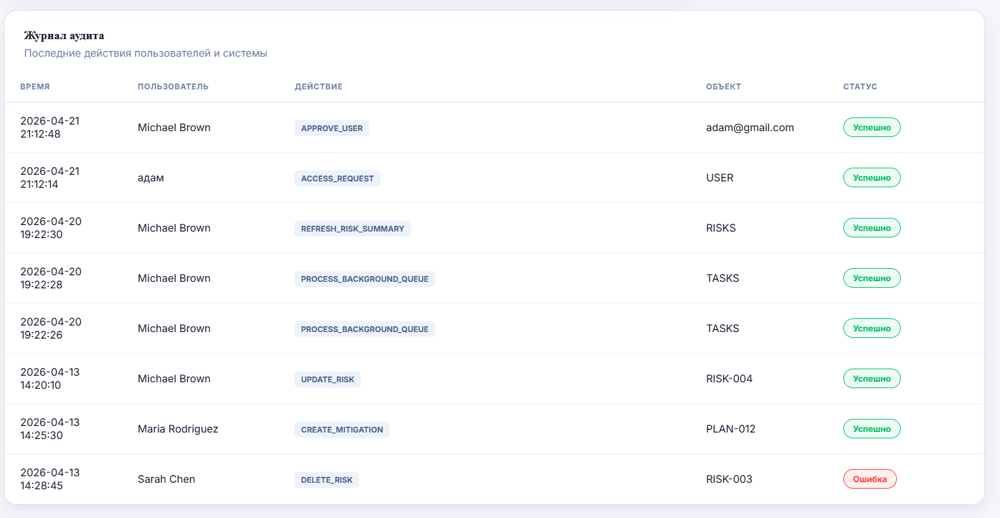 Журнал аудита
Последние действия пользователей и системы
ВРЕМЯ ПОЛЬЗОВАТЕЛЬ ДЕЙСТВИЕ ОБЪЕКТ СТАТУС
2026-04-21
21:12:48
Michael Brown APPROVE_USER adam@gmail.com Успешно
2026-04-21
21:12:14
адам ACCESS_REQUEST USER Успешно
2026-04-20
19:22:30
Michael Brown REFRESH_RISK_SUMMARY RISKS Успешно
2026-04-20
19:22:28
Michael Brown PROCESS_BACKGROUND_QUEUE TASKS Успешно
2026-04-20
19:22:26
Michael Brown PROCESS_BACKGROUND_QUEUE TASKS Успешно
2026-04-13
14:20:10
Michael Brown UPDATE_RISK RISK-004 Успешно
2026-04-13
14:25:30
Maria Rodriguez CREATE_MITIGATION PLAN-012 Успешно
2026-04-13
14:28:45
Sarah Chen DELETE_RISK RISK-003 Ошибка